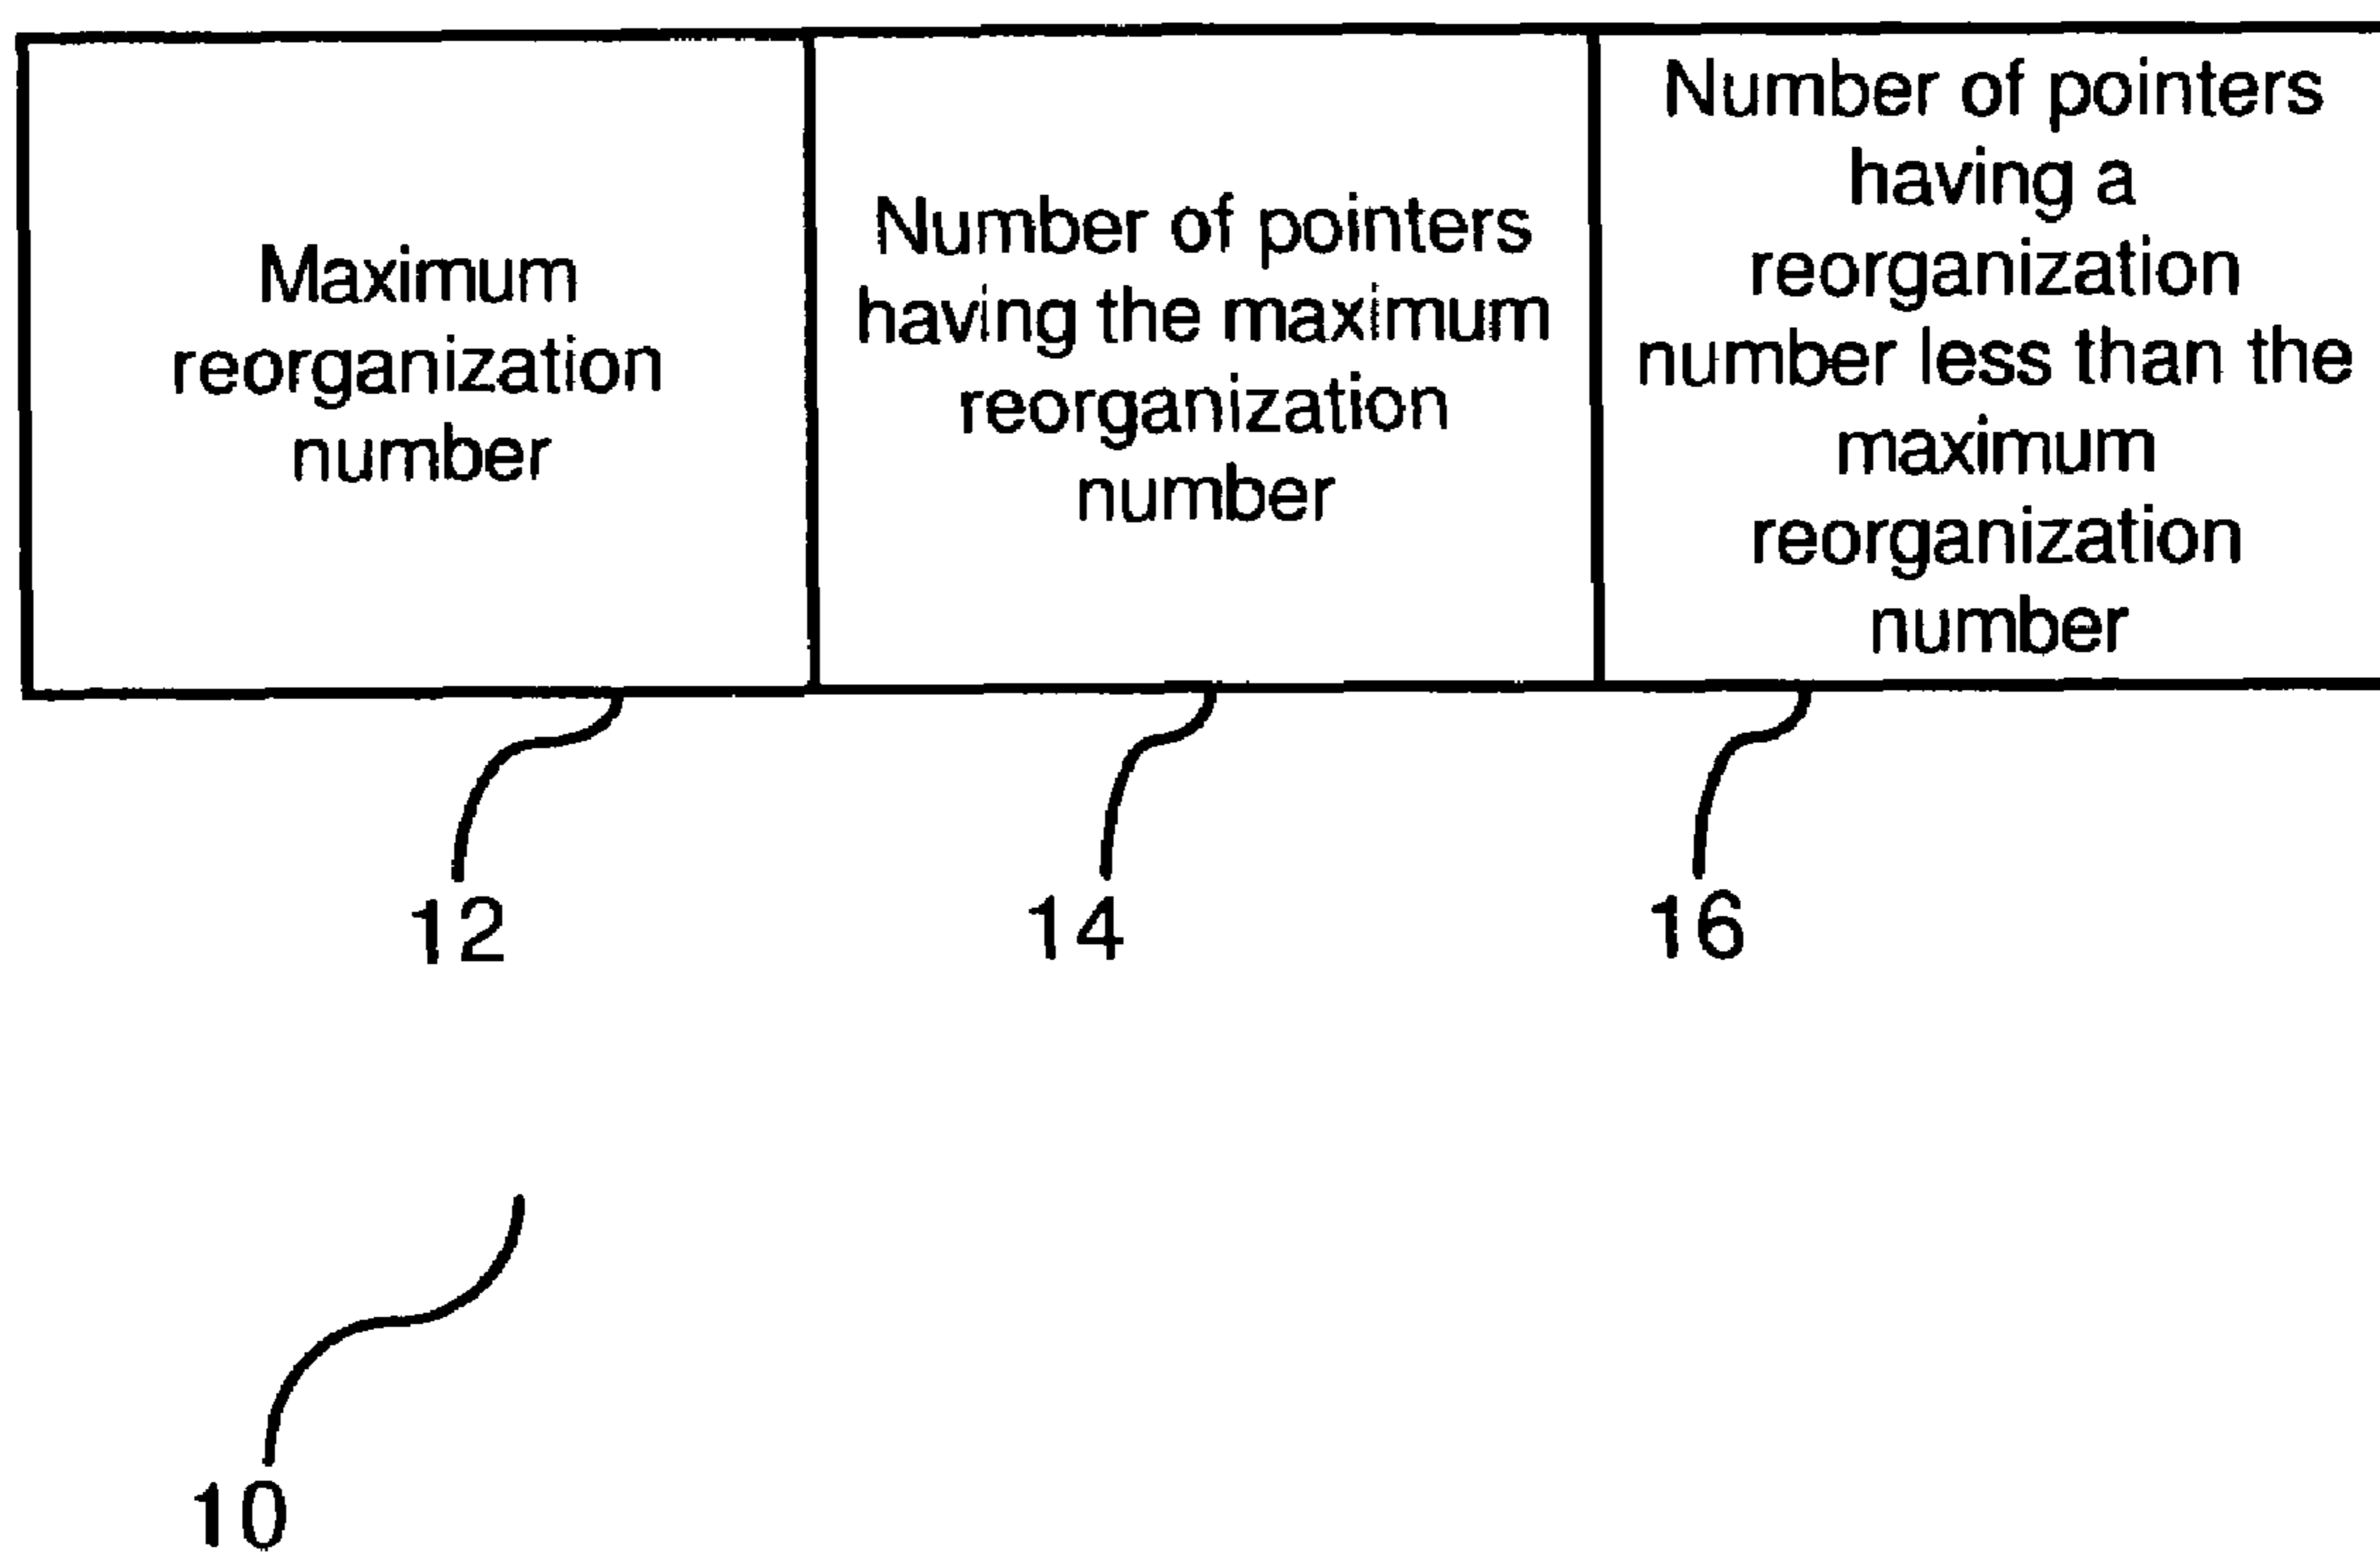 Maximum
reorganization
number
Number of pointers
having the maximum
reorganization
number
Number of pointers
having a
reorganization
number less than the
maximum
reorganization
number
12
14
16
10